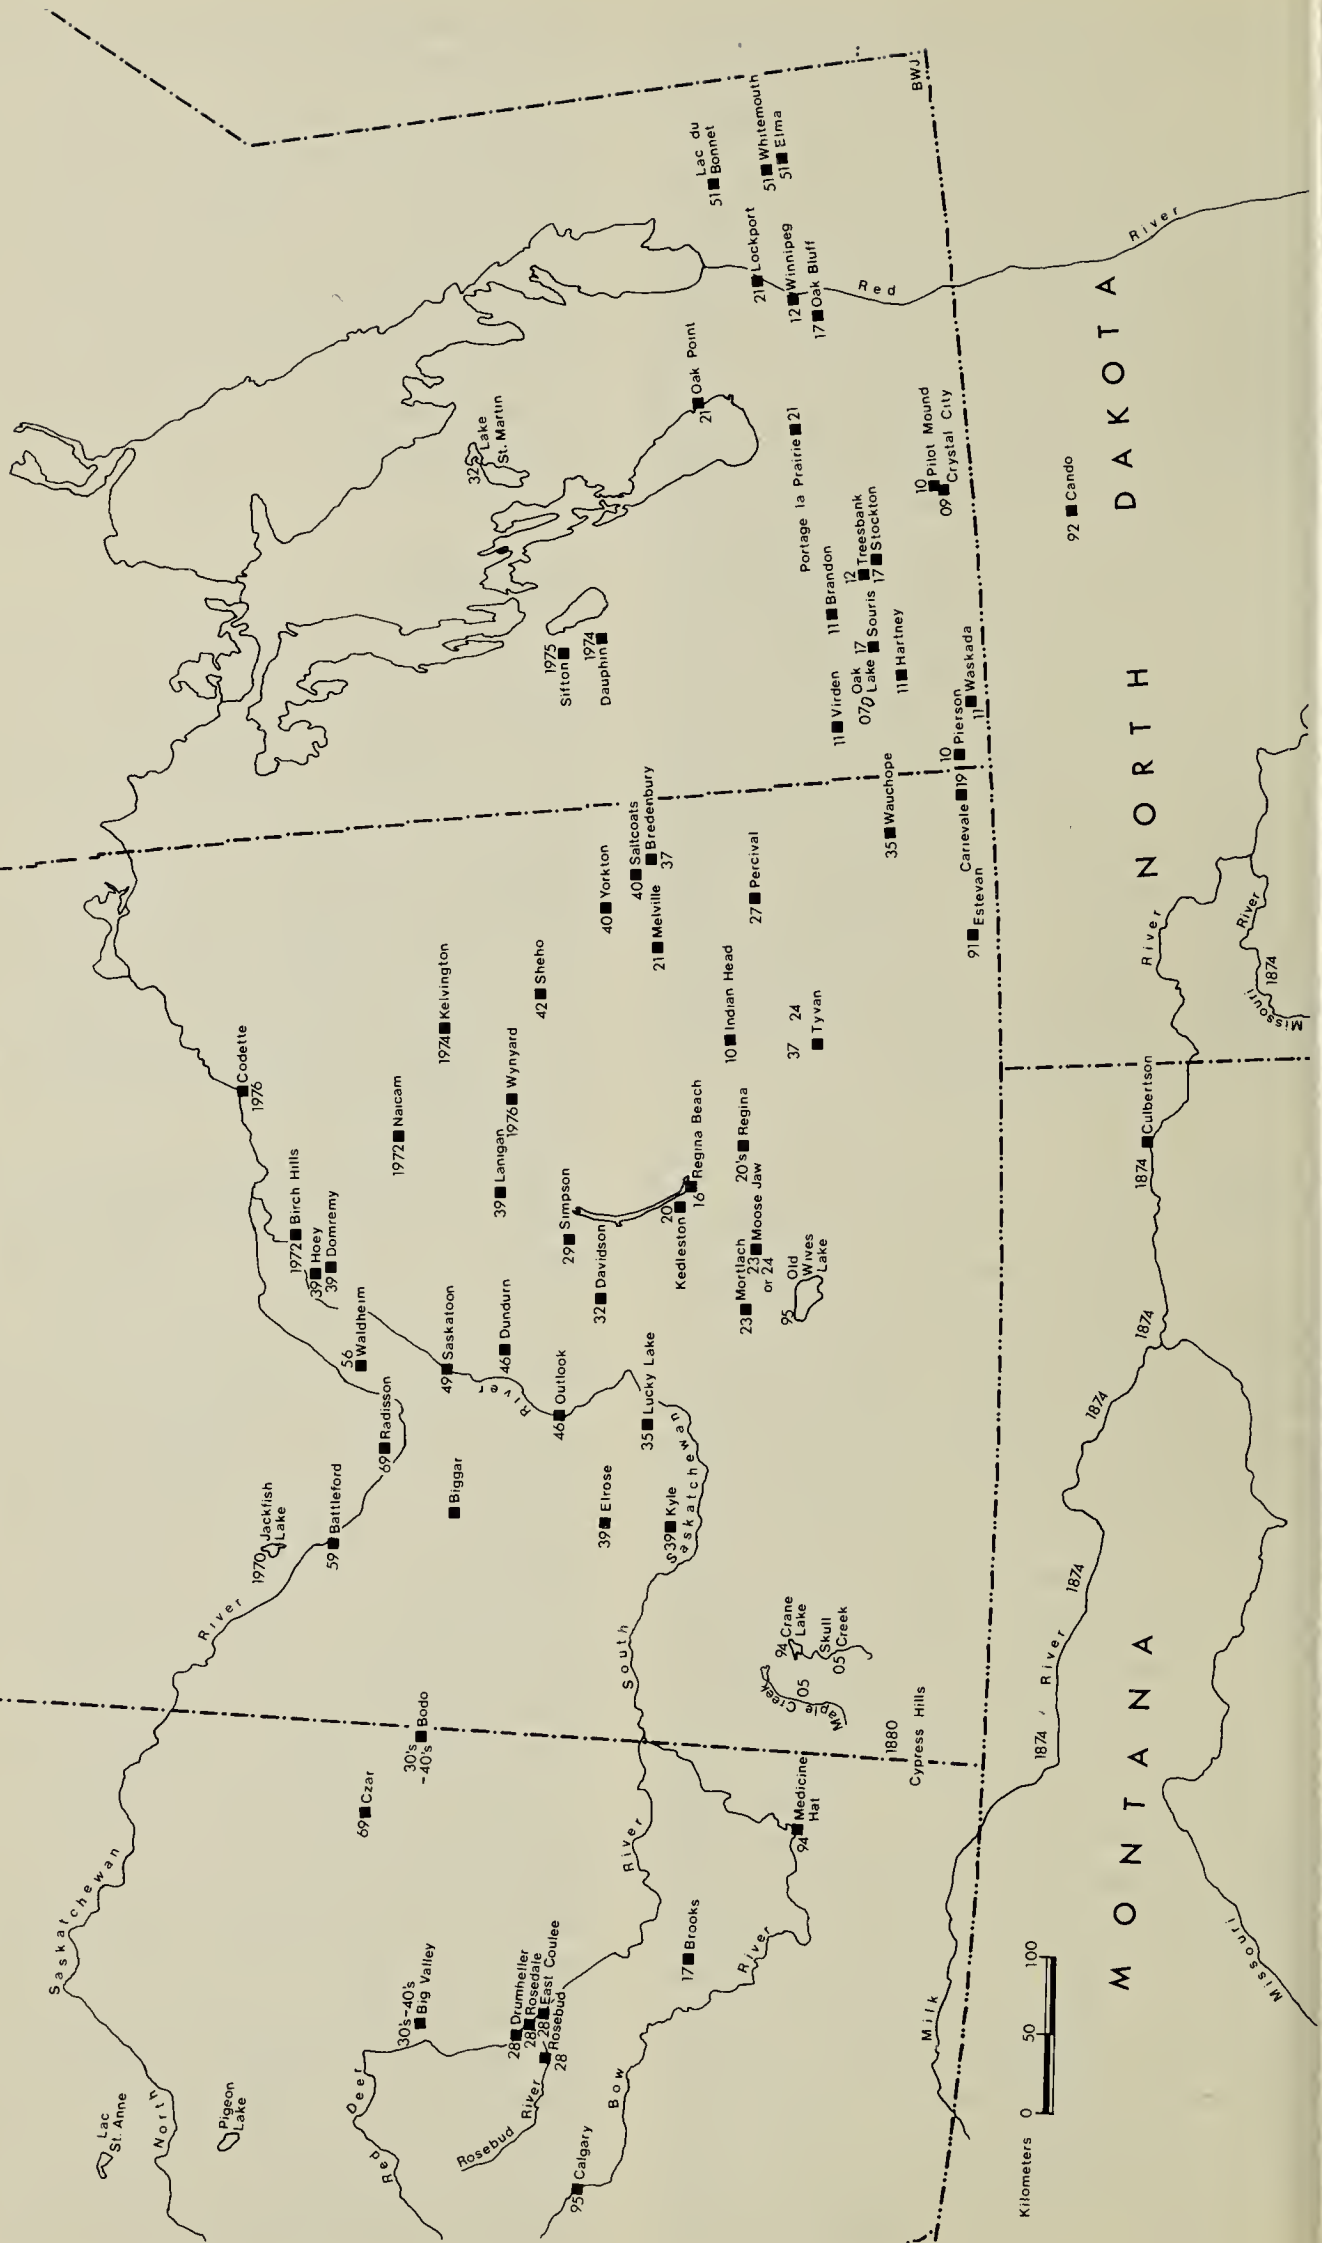 Lac
St. Anne
Pigeon
Lake
North
Saskatchewan
River
Red
Deer
River
Rosebud
River
Bow
River
95 Calgary
30's-40's
Big Valley
28 Drumheller
28 Rosedale
28 East Coulee
Rosebud
28
17 Brooks
94 Medicine
Hat
69 Czar
30's
-40's
Bodo
South
Saskatchewan
River
1970 Jackfish
Lake
59 Battleford
69 Radisson
56
Waldheim
Biggar
39 Elrose
39 Kyle
35 Lucky Lake
46 Outlook
46 Dundurn
49 Saskatoon
1972 Birch Hills
39 Hoey
39 Domremy
Codette
1976
1972 Naicam
1974 Kelvington
39 Lanigan
1976 Wynyard
42 Sheho
29 Simpson
32 Davidson
20
Kedleston
16
Regina Beach
20's Regina
23 Mortlach
23 Moose Jaw
or 24
95 Old
Wives
Lake
94 Crane
Lake
Skull
Creek
05
Maple Creek
05
1880
Cypress Hills
40 Yorkton
40 Saltcoats
Bredenbury
37
21 Melville
27 Percival
10 Indian Head
37 24
Tyvan
35 Wauchope
Carievale 19
91 Estevan
1975
Sifton
1974
Dauphin
32 Lake
St. Martin
21 Oak Point
51 Lac du
Bonnet
51 Whitemouth
51 Elma
21 Lockport
12 Winnipeg
17 Oak Bluff
Portage la Prairie 21
11 Brandon
12
Treesbank
17 Stockton
11 Virden
07 Oak
Lake
17
Souris
11 Hartney
10
Pierson
11
Waskada
10
Pilot Mound
09 Crystal City
Red
River
BWJ
92 Cando
NORTH DAKOTA
Missouri
River
1874
River
Culbertson
1874
1874
1874
1874
1874
River
Milk
MONTANA
Missouri
Kilometers 0 50 100